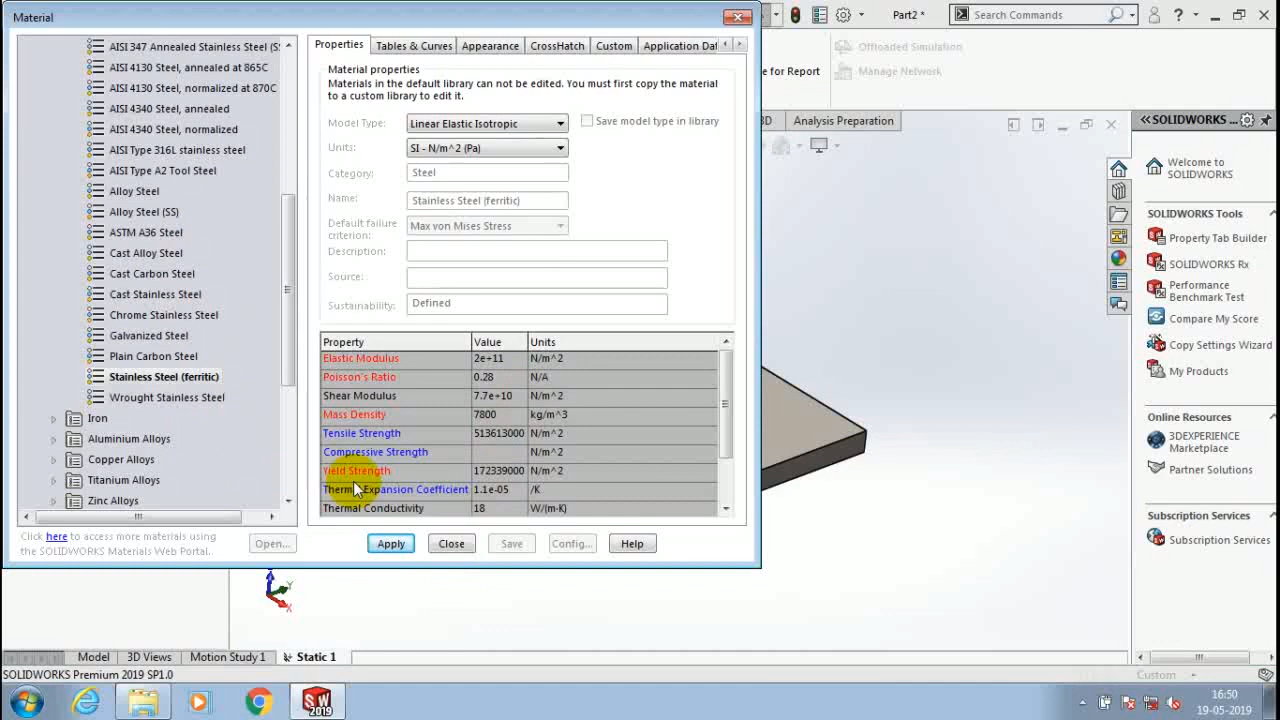 Material
AISI 347 Annealed Stainless Steel (S
AISI 4130 Steel, annealed at 865C
AISI 4130 Steel, normalized at 870C
AISI 4340 Steel, annealed
AISI 4340 Steel, normalized
AISI Type 316L stainless steel
AISI Type A2 Tool Steel
Alloy Steel
Alloy Steel (SS)
ASTM A36 Steel
Cast Alloy Steel
Cast Carbon Steel
Cast Stainless Steel
Chrome Stainless Steel
Galvanized Steel
Plain Carbon Steel
Stainless Steel (ferritic)
Wrought Stainless Steel
Iron
Aluminium Alloys
Copper Alloys
Titanium Alloys
Zinc Alloys
Click here to access more materials using
the SOLIDWORKS Materials Web Portal.
Open...
Properties Tables & Curves Appearance CrossHatch Custom Application Dat
Material properties
Materials in the default library can not be edited. You must first copy the material
to a custom library to edit it.
Model Type: Linear Elastic Isotropic Save model type in library
Units: SI - N/m^2 (Pa)
Category: Steel
Name: Stainless Steel (ferritic)
Default failure
criterion: Max von Mises Stress
Description:
Source:
Sustainability: Defined
Property Value Units
Elastic Modulus 2e+11 N/m^2
Poisson's Ratio 0.28 N/A
Shear Modulus 7.7e+10 N/m^2
Mass Density 7800 kg/m^3
Tensile Strength 513613000 N/m^2
Compressive Strength N/m^2
Yield Strength 172339000 N/m^2
Thermal Expansion Coefficient 1.1e-05 /K
Thermal Conductivity 18 W/(m·K)
Apply Close Save Config... Help
Part2 * Search Commands ?
Offloaded Simulation
e for Report Manage Network
3D Analysis Preparation
SOLIDWORKS ...
Welcome to
SOLIDWORKS
SOLIDWORKS Tools
Property Tab Builder
SOLIDWORKS Rx
Performance
Benchmark Test
Compare My Score
Copy Settings Wizard
My Products
Online Resources
3DEXPERIENCE
Marketplace
Partner Solutions
Subscription Services
Subscription Services
Y
X
Model 3D Views Motion Study 1 Static 1
SOLIDWORKS Premium 2019 SP1.0
Custom
SW
2019
16:50
19-05-2019